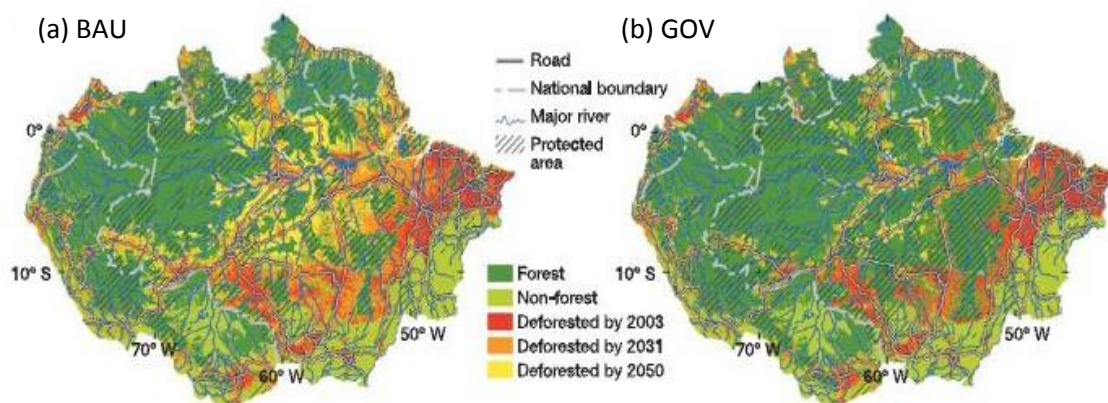 (a) BAU
(b) GOV
Road
National boundary
Major river
Protected
area
0°
0°
10° S
10° S
Forest
Non-forest
Deforested by 2003
Deforested by 2031
Deforested by 2050
70° W
60° W
50° W
70° W
60° W
50° W